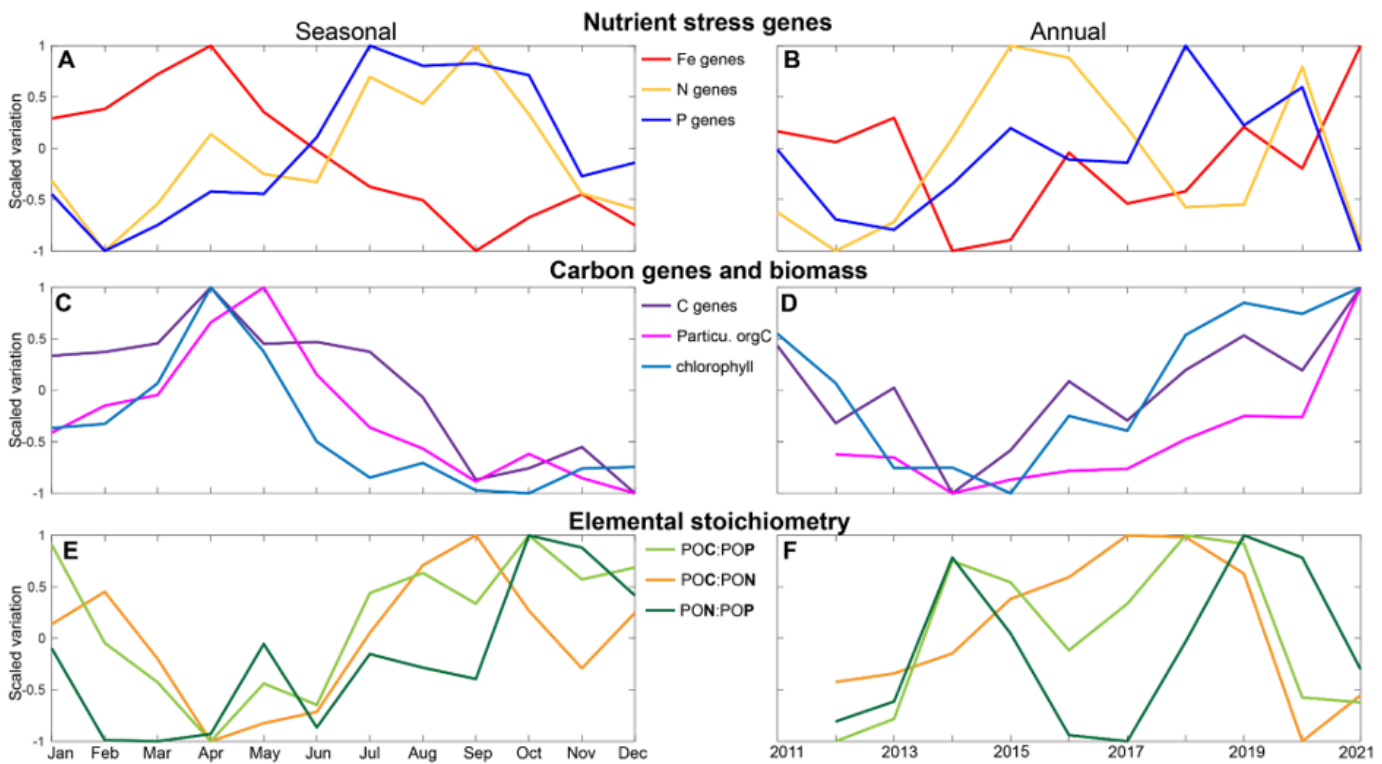 Nutrient stress genes
Seasonal
Annual
Scaled variation
1
0.5
0
-0.5
-1
A
Fe genes
N genes
P genes
B
Carbon genes and biomass
Scaled variation
1
0.5
0
-0.5
-1
C
C genes
Particu. orgC
chlorophyll
D
Elemental stoichiometry
Scaled variation
1
0.5
0
-0.5
-1
E
POC:POP
POC:PON
PON:POP
F
Jan Feb Mar Apr May Jun Jul Aug Sep Oct Nov Dec
2011 2013 2015 2017 2019 2021